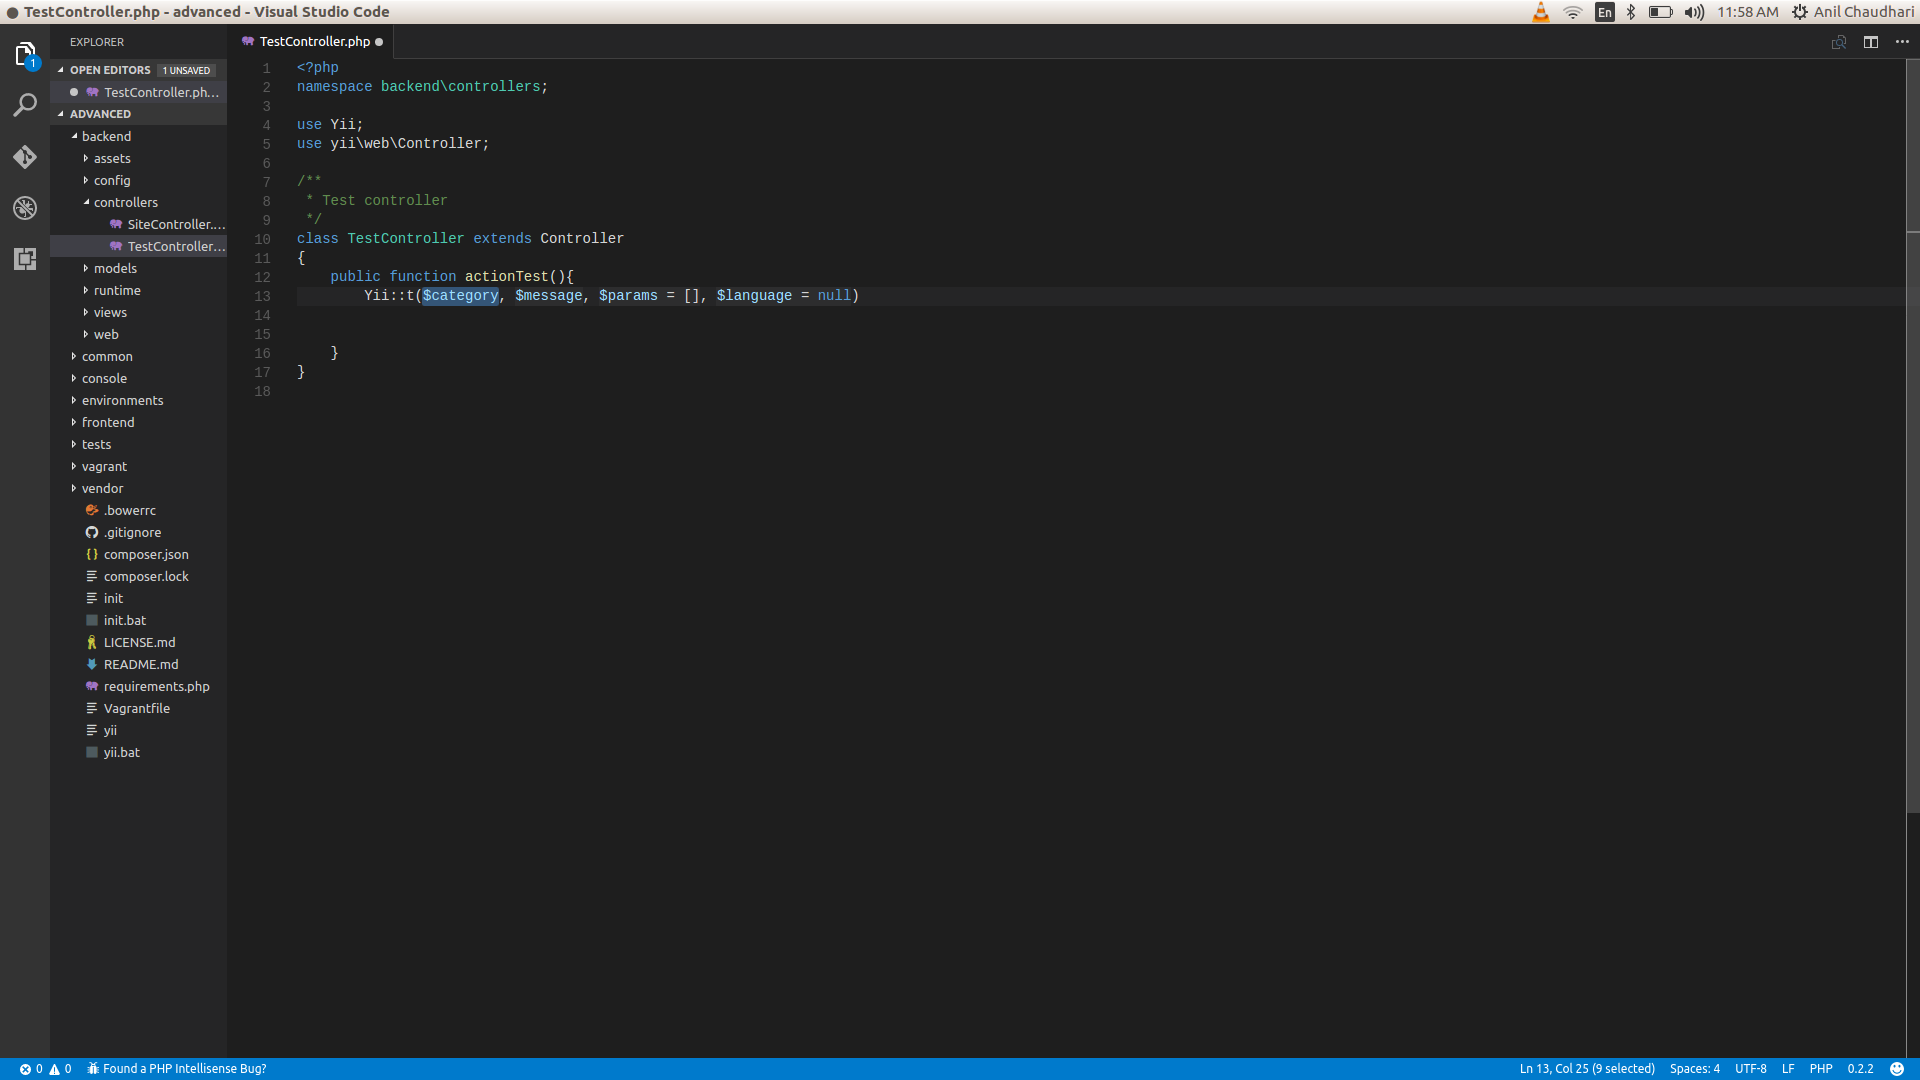 TestController.php - advanced - Visual Studio Code
En
11:58 AM
Anil Chaudhari
EXPLORER
1
OPEN EDITORS 1 UNSAVED
TestController.ph...
ADVANCED
backend
assets
config
controllers
SiteController....
TestController...
models
runtime
views
web
common
console
environments
frontend
tests
vagrant
vendor
.bowerrc
.gitignore
composer.json
composer.lock
init
init.bat
LICENSE.md
README.md
requirements.php
Vagrantfile
yii
yii.bat
TestController.php
1 <?php
2 namespace backend\controllers;
3
4 use Yii;
5 use yii\web\Controller;
6
7 /**
8  * Test controller
9  */
10 class TestController extends Controller
11 {
12     public function actionTest(){
13         Yii::t($category, $message, $params = [], $language = null)
14
15
16     }
17 }
18
0 0 Found a PHP Intellisense Bug?
Ln 13, Col 25 (9 selected) Spaces: 4 UTF-8 LF PHP 0.2.2